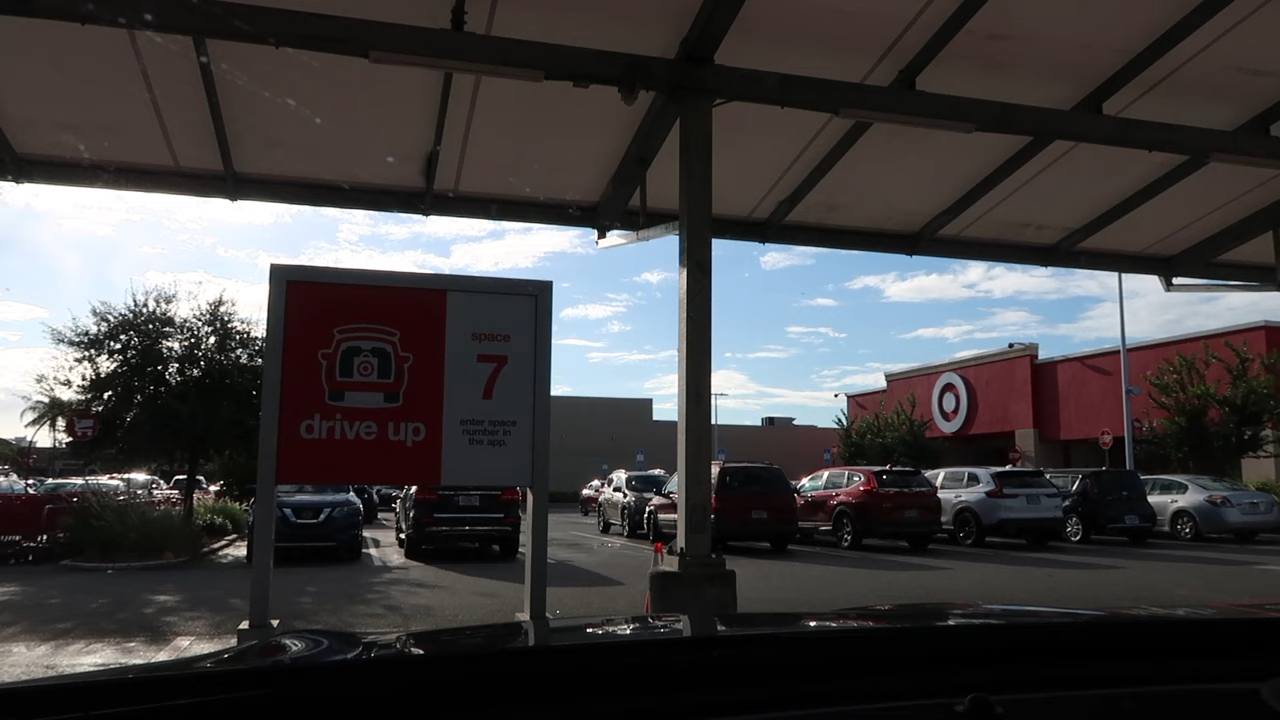 drive up
space
7
enter space
number in
the app.